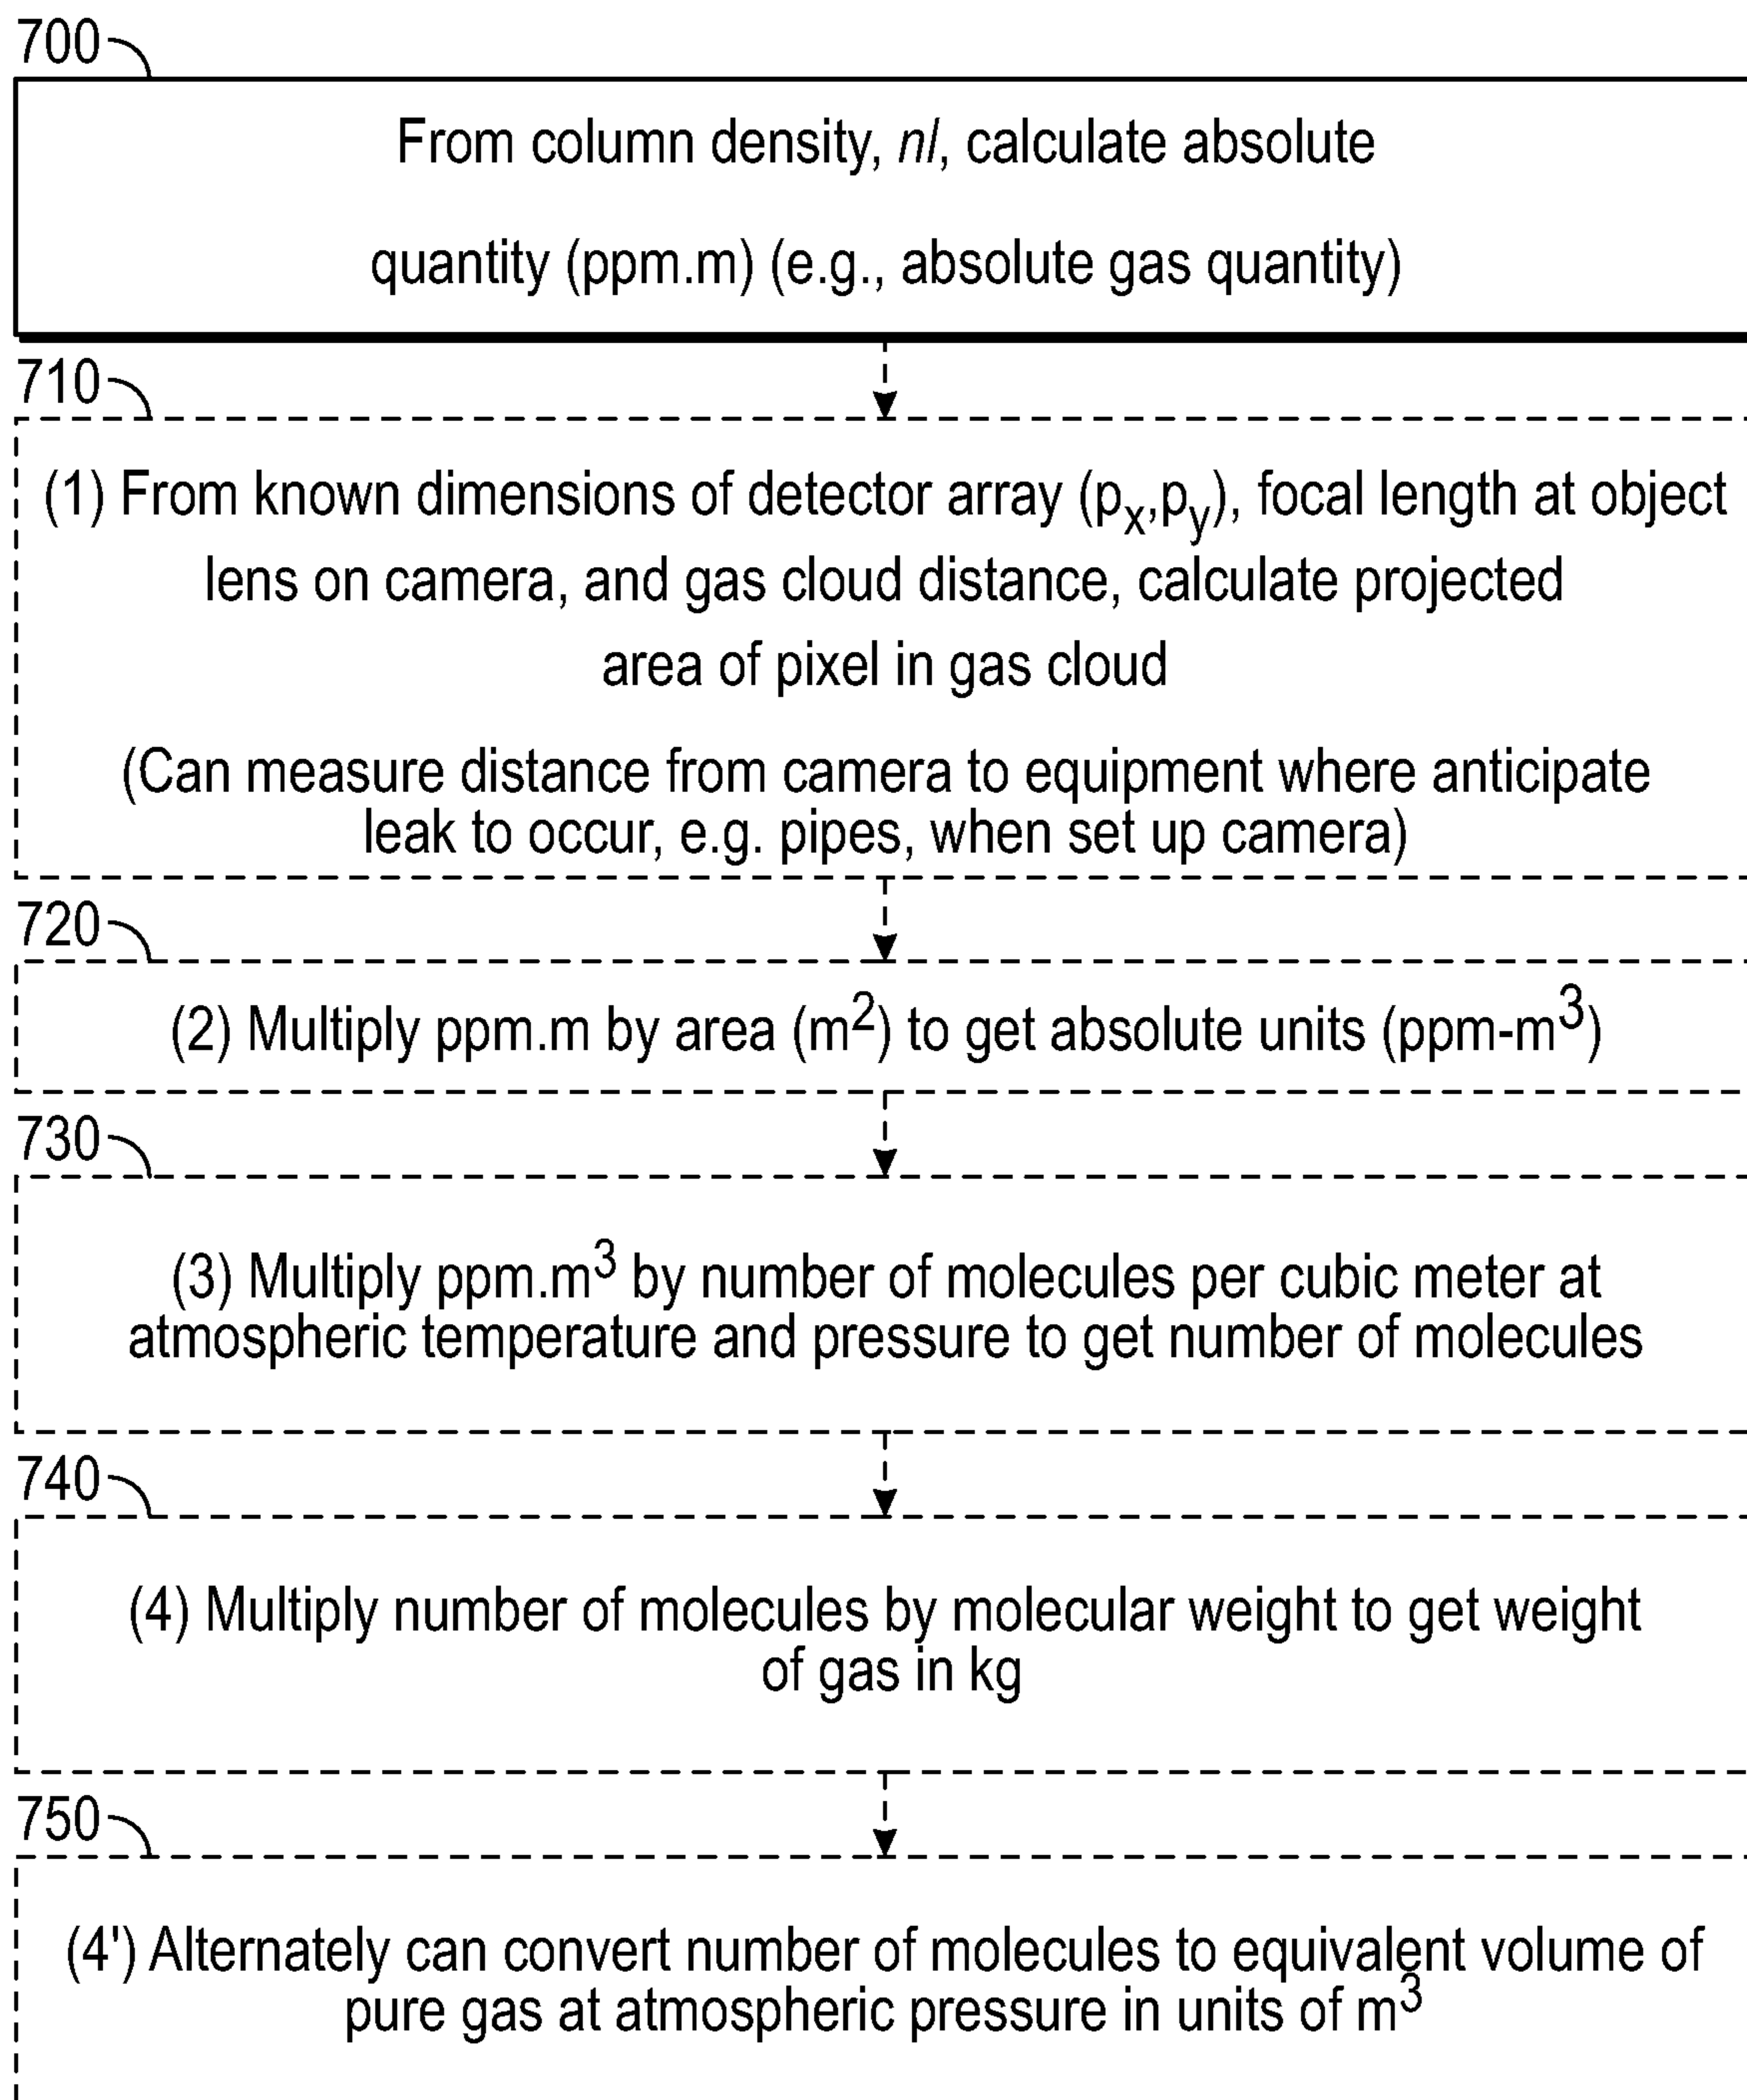 700
From column density, nl, calculate absolute
quantity (ppm.m) (e.g., absolute gas quantity)
710
(1) From known dimensions of detector array (pₓ,p_y), focal length at object
lens on camera, and gas cloud distance, calculate projected
area of pixel in gas cloud
(Can measure distance from camera to equipment where anticipate
leak to occur, e.g. pipes, when set up camera)
720
(2) Multiply ppm.m by area (m²) to get absolute units (ppm-m³)
730
(3) Multiply ppm.m³ by number of molecules per cubic meter at
atmospheric temperature and pressure to get number of molecules
740
(4) Multiply number of molecules by molecular weight to get weight
of gas in kg
750
(4') Alternately can convert number of molecules to equivalent volume of
pure gas at atmospheric pressure in units of m³